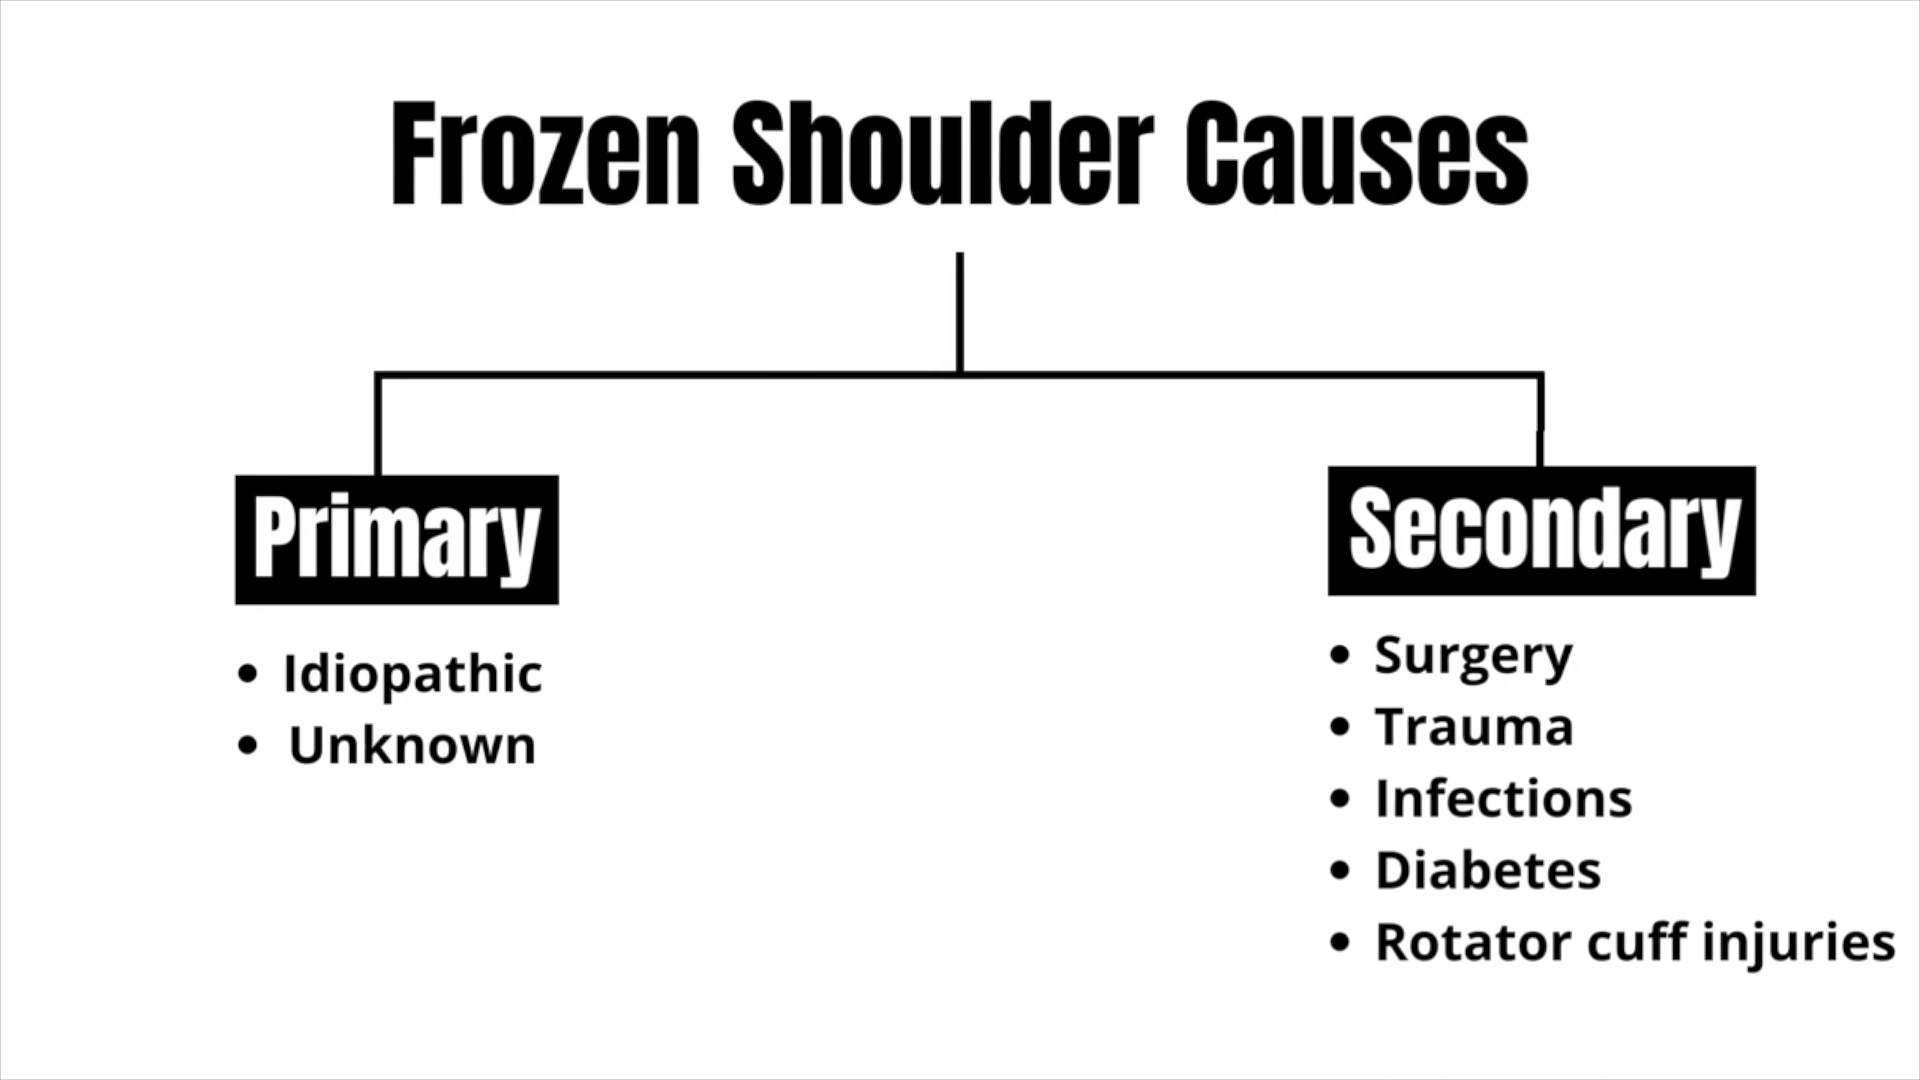 Frozen Shoulder Causes
Primary
• Idiopathic
• Unknown
Secondary
• Surgery
• Trauma
• Infections
• Diabetes
• Rotator cuff injuries